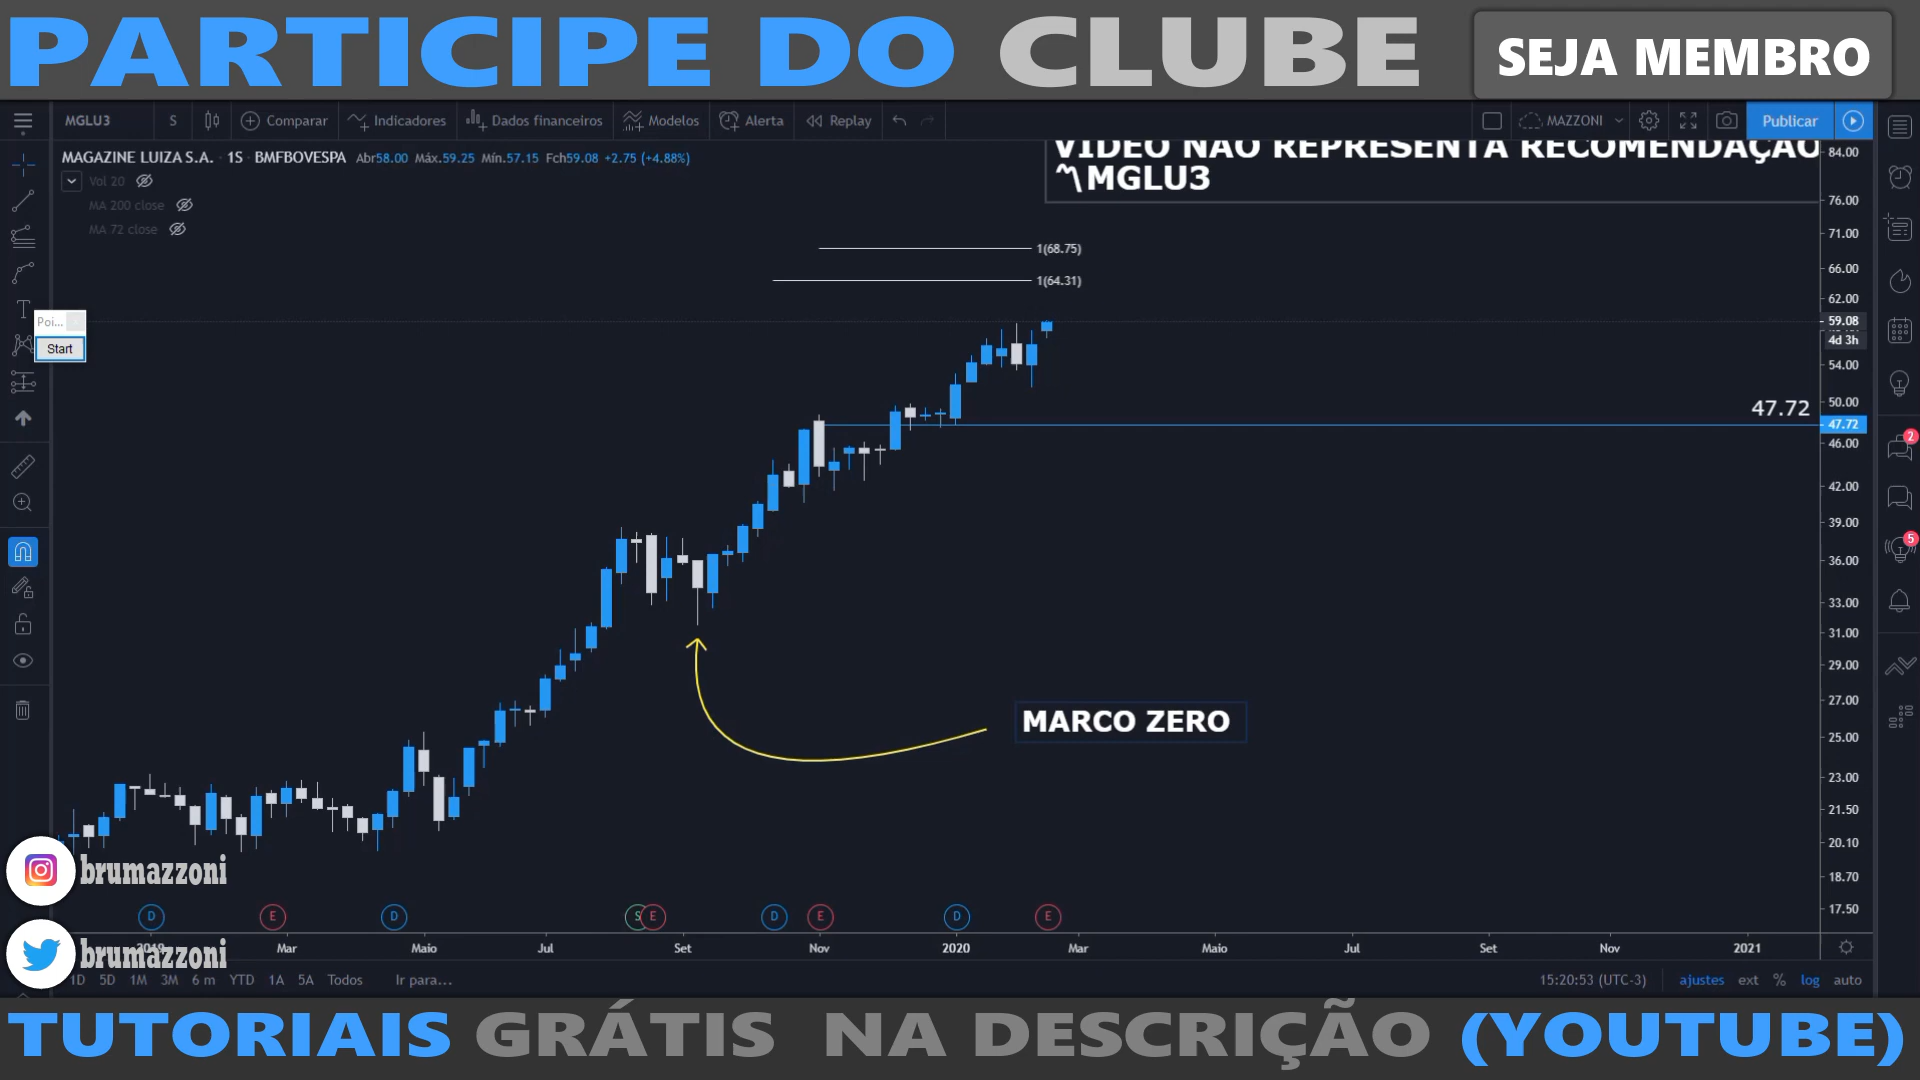 PARTICIPE DO CLUBE
SEJA MEMBRO
MGLU3 S Comparar Indicadores Dados financeiros Modelos Alerta Replay MAZZONI Publicar
MAGAZINE LUIZA S.A. · 1S · BMFBOVESPA Abr58.00 Máx.59.25 Mín.57.15 Fch59.08 +2.75 (+4.88%)
Vol 20
MA 200 close
MA 72 close
VÍDEO NÃO REPRESENTA RECOMENDAÇÃO
MGLU3
84.00
76.00
71.00
1(68.75)
66.00
1(64.31)
62.00
Poi...
Start
59.08
4d 3h
54.00
50.00
47.72
47.72
46.00
42.00
39.00
36.00
33.00
31.00
29.00
27.00
MARCO ZERO
25.00
23.00
21.50
20.10
18.70
17.50
2
5
brumazzoni
D E D S E D E D E
2019 Mar Maio Jul Set Nov 2020 Mar Maio Jul Set Nov 2021
brumazzoni
1D 5D 1M 3M 6 m YTD 1A 5A Todos Ir para... 15:20:53 (UTC-3) ajustes ext % log auto
TUTORIAIS GRÁTIS NA DESCRIÇÃO (YOUTUBE)